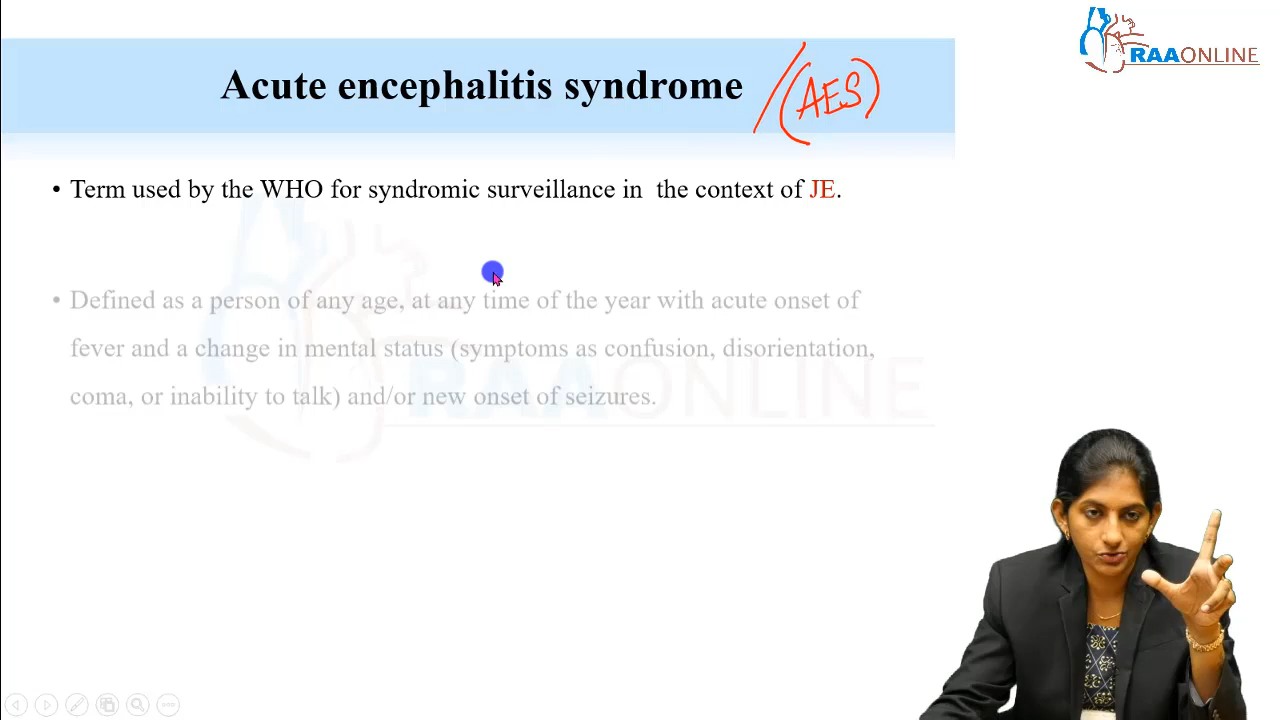 RAAONLINE
Acute encephalitis syndrome /(AES)
• Term used by the WHO for syndromic surveillance in  the context of JE.
• Defined as a person of any age, at any time of the year with acute onset of
fever and a change in mental status (symptoms as confusion, disorientation,
coma, or inability to talk) and/or new onset of seizures.
RAAONLINE